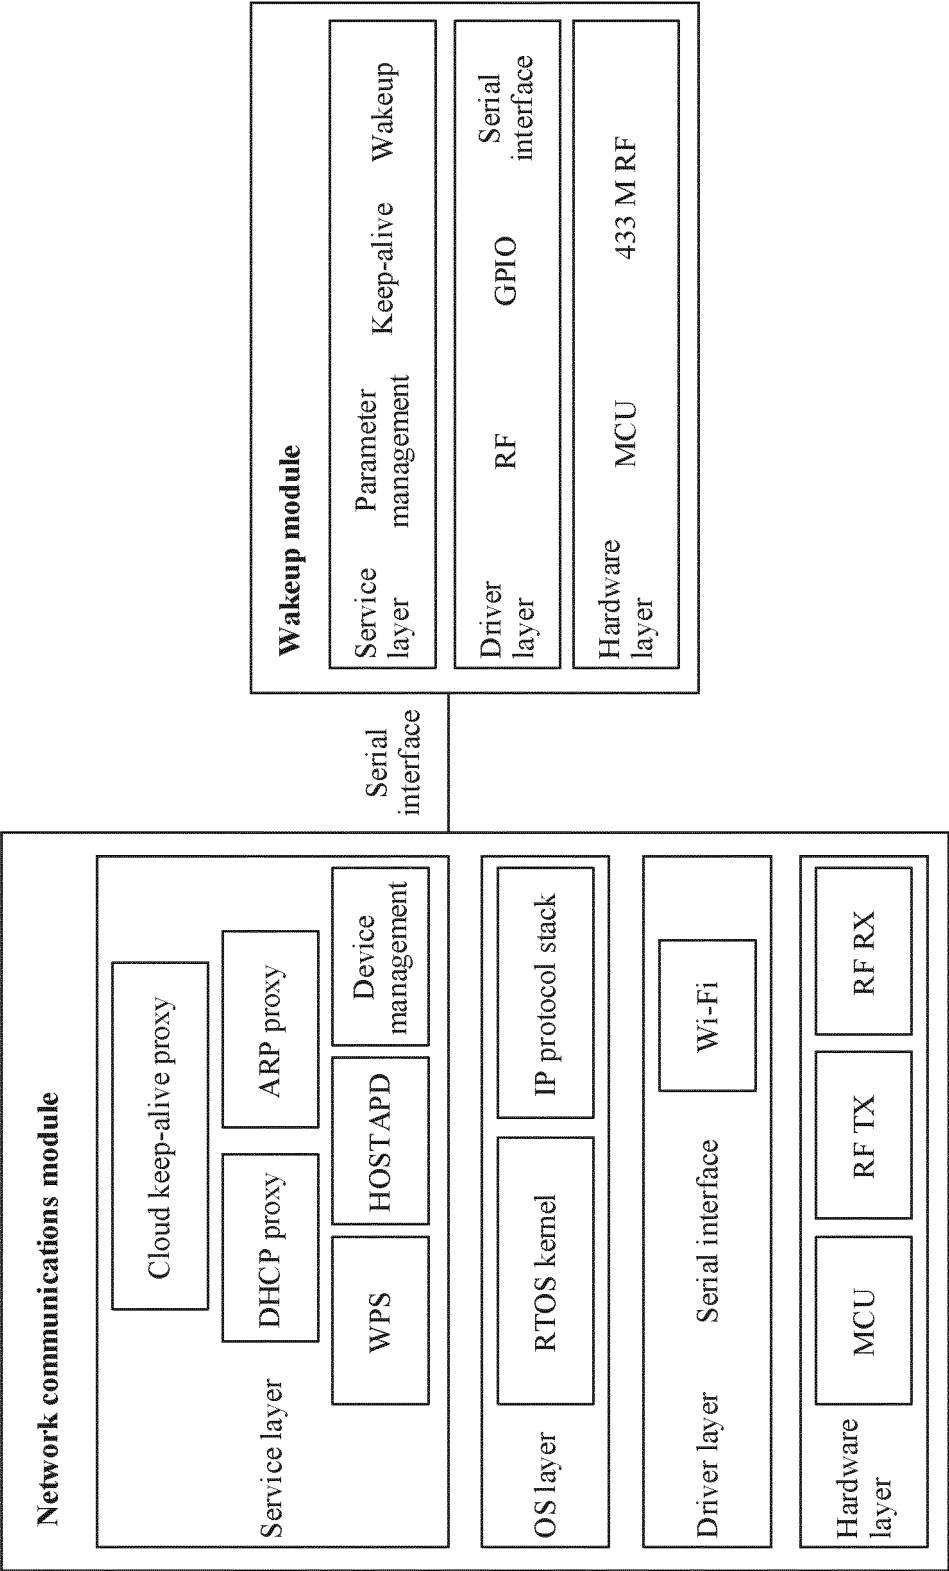 Network communications module
Service layer
Cloud keep-alive proxy
DHCP proxy
ARP proxy
WPS
HOSTAPD
Device
management
OS layer
RTOS kernel
IP protocol stack
Driver layer
Serial interface
Wi-Fi
Hardware
layer
MCU
RF TX
RF RX
Serial
interface
Wakeup module
Service
layer
Parameter
management
Keep-alive
Wakeup
Driver
layer
RF
GPIO
Serial
interface
Hardware
layer
MCU
433 M RF